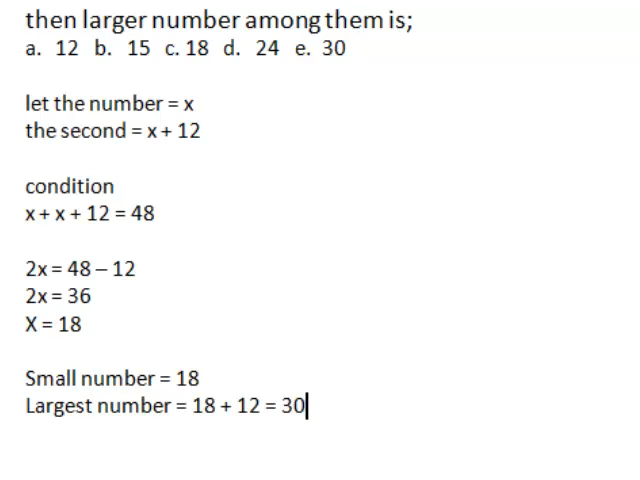 then larger number among them is;
a. 12 b. 15 c. 18 d. 24 e. 30
let the number = x
the second = x + 12
condition
x + x + 12 = 48
2x = 48 – 12
2x = 36
X = 18
Small number = 18
Largest number = 18 + 12 = 30